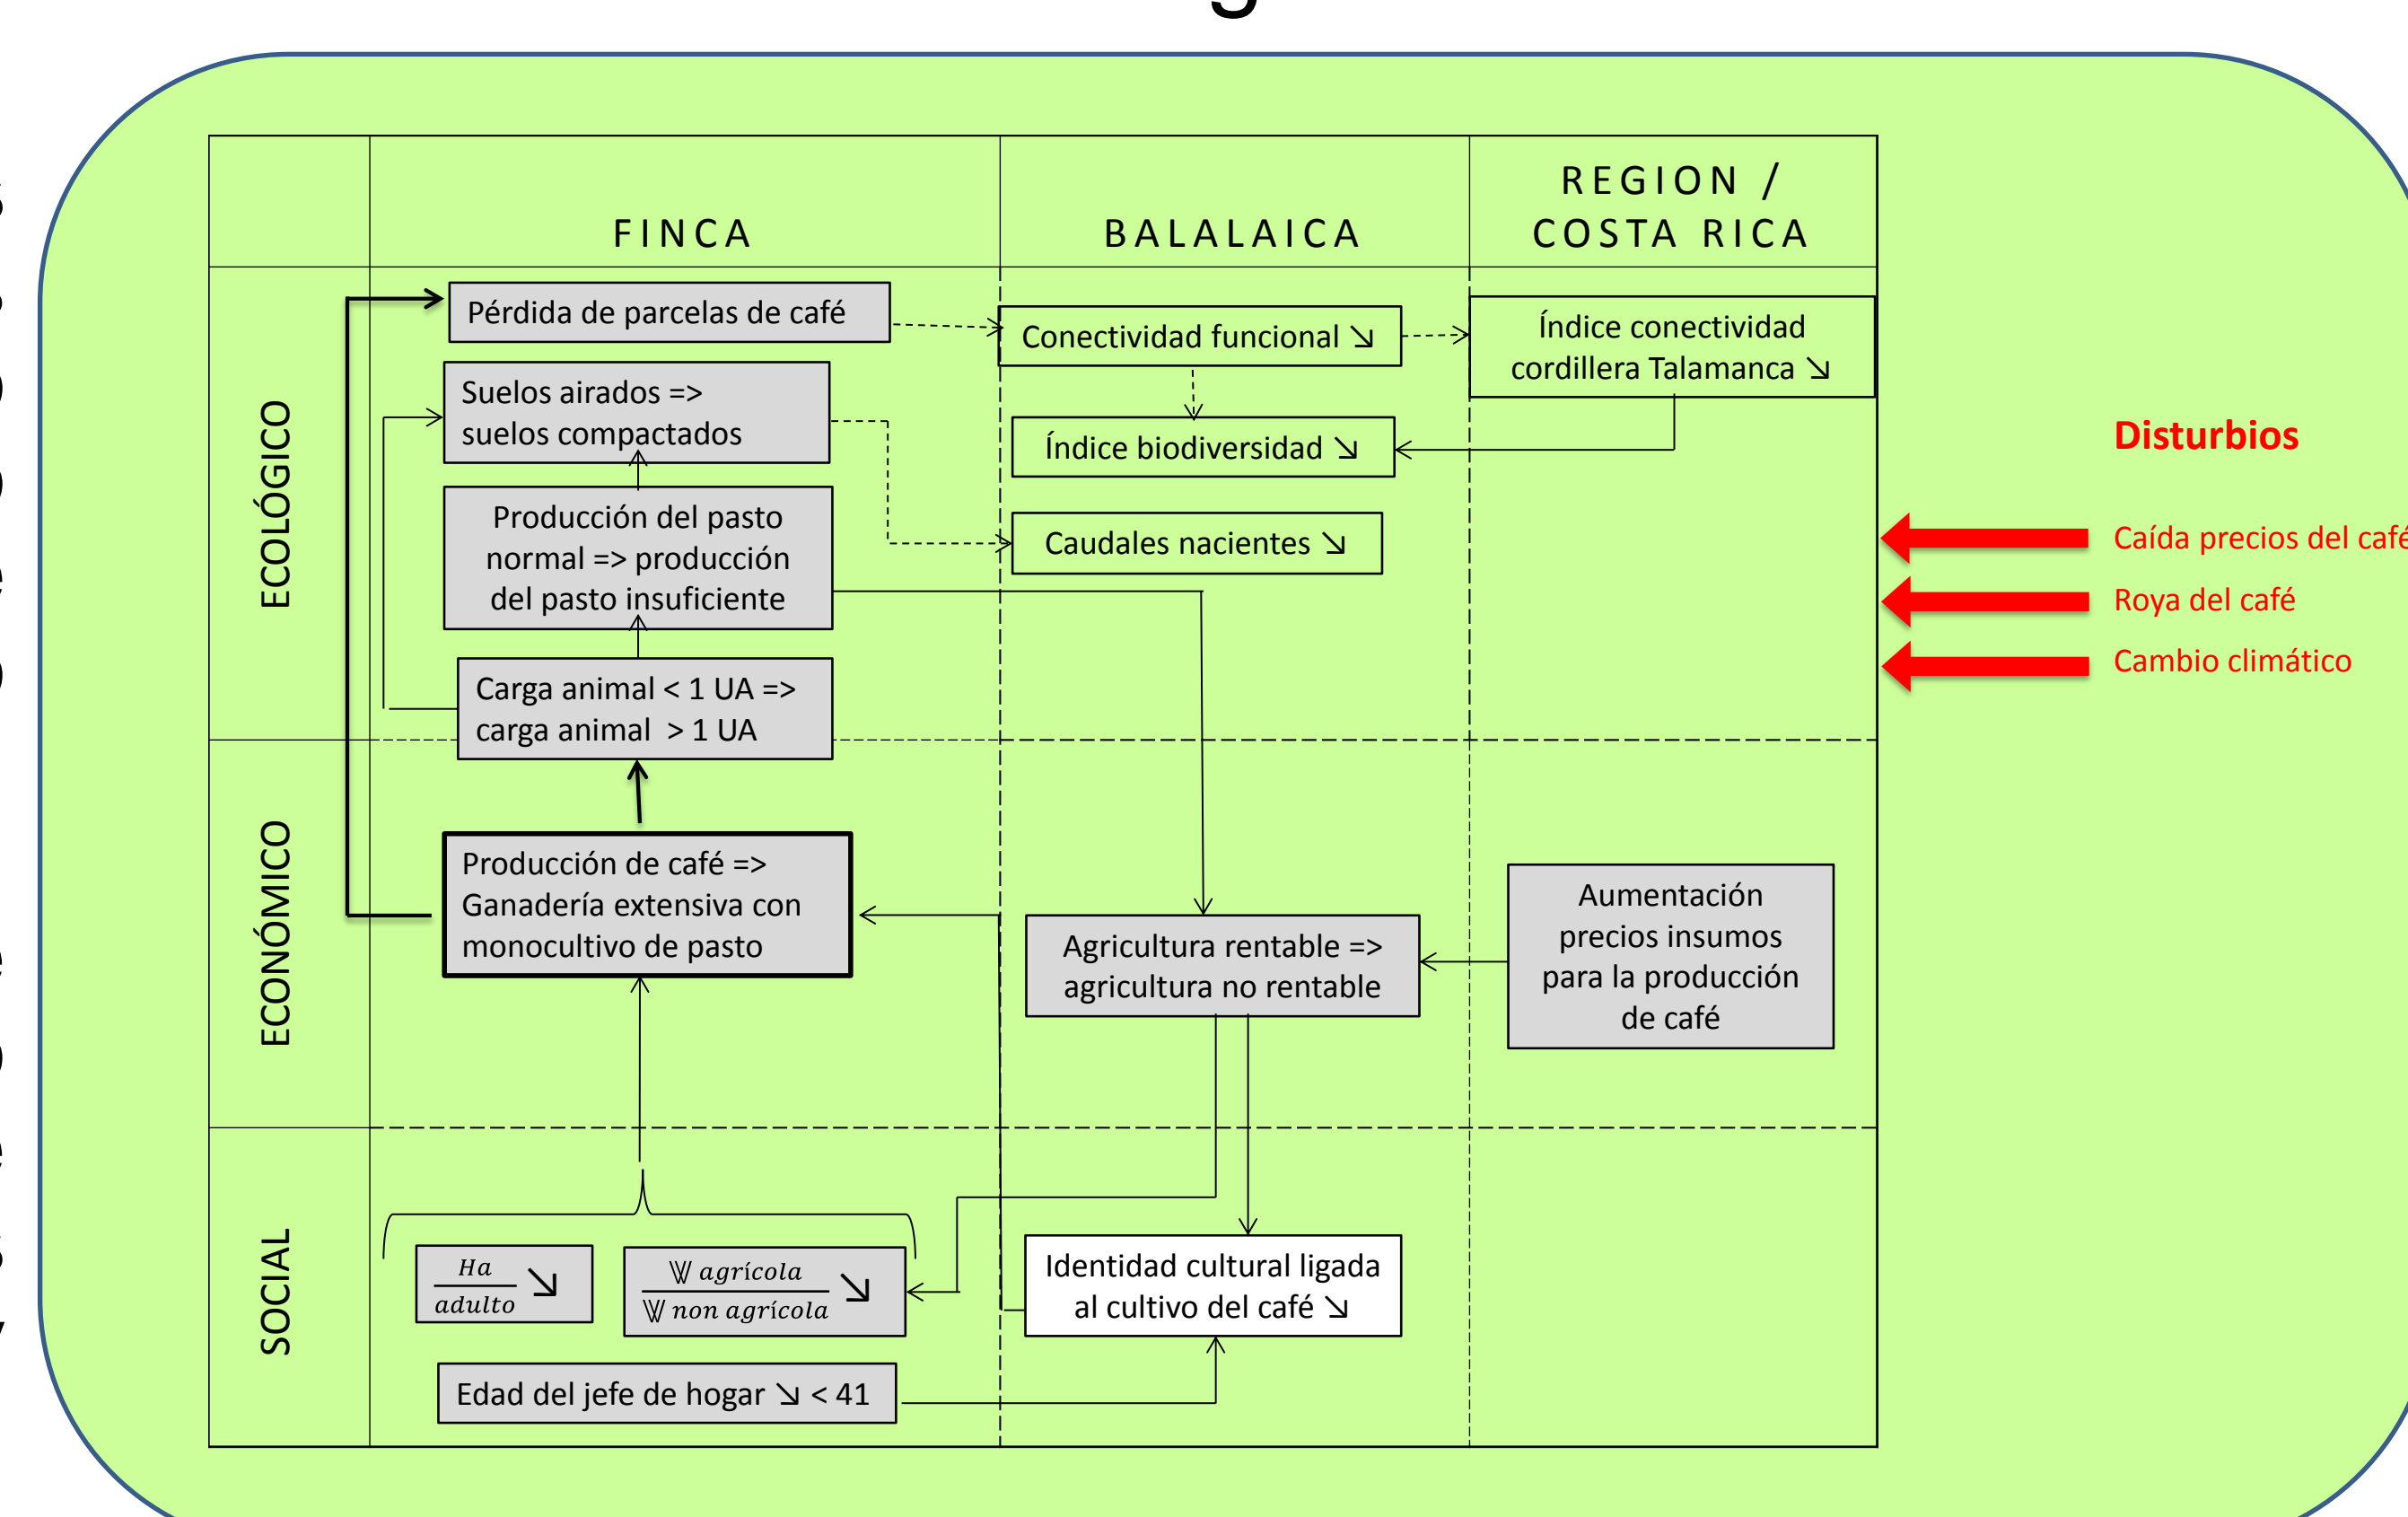 FINCA
BALALAICA
REGION /
COSTA RICA
ECOLÓGICO
Pérdida de parcelas de café
Suelos airados =>
suelos compactados
Producción del pasto
normal => producción
del pasto insuficiente
Carga animal < 1 UA =>
carga animal > 1 UA
Conectividad funcional ↘
Índice biodiversidad ↘
Caudales nacientes ↘
Índice conectividad
cordillera Talamanca ↘
ECONÓMICO
Producción de café =>
Ganadería extensiva con
monocultivo de pasto
Agricultura rentable =>
agricultura no rentable
Aumentación
precios insumos
para la producción
de café
SOCIAL
Ha
adulto ↘
W agrícola
W non agrícola ↘
Identidad cultural ligada
al cultivo del café ↘
Edad del jefe de hogar ↘ < 41
Disturbios
Caída precios del café
Roya del café
Cambio climático